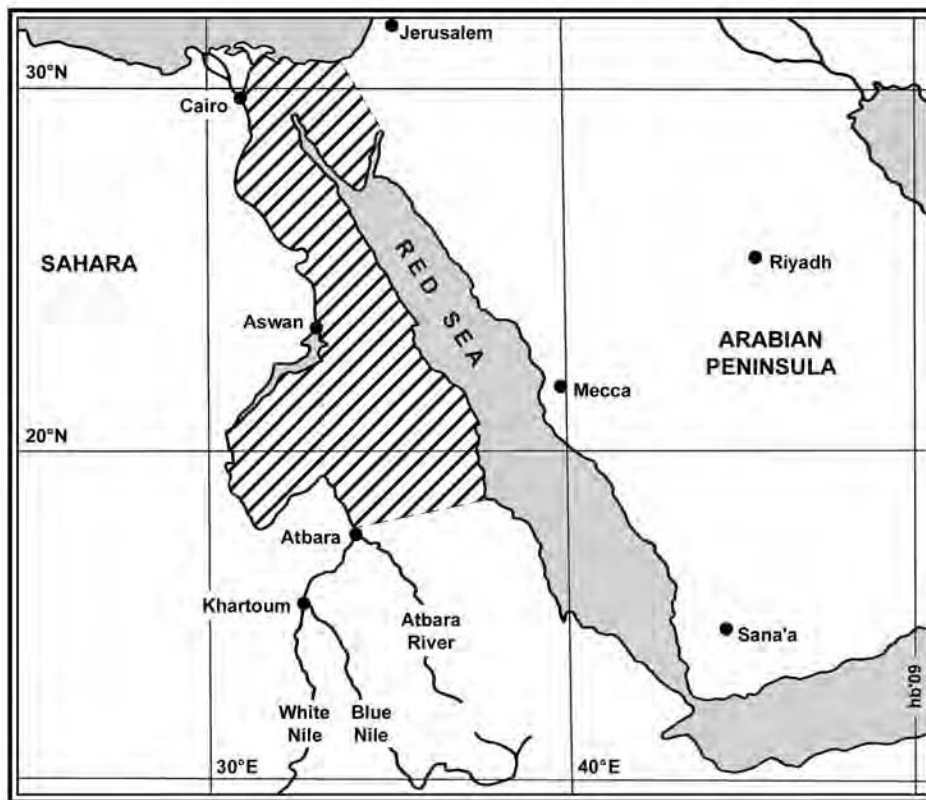 Jerusalem
30°N
Cairo
SAHARA
RED SEA
Riyadh
Aswan
ARABIAN
PENINSULA
Mecca
20°N
Atbara
Khartoum
Atbara
River
Sana'a
White
Nile
Blue
Nile
30°E
40°E
hb'09